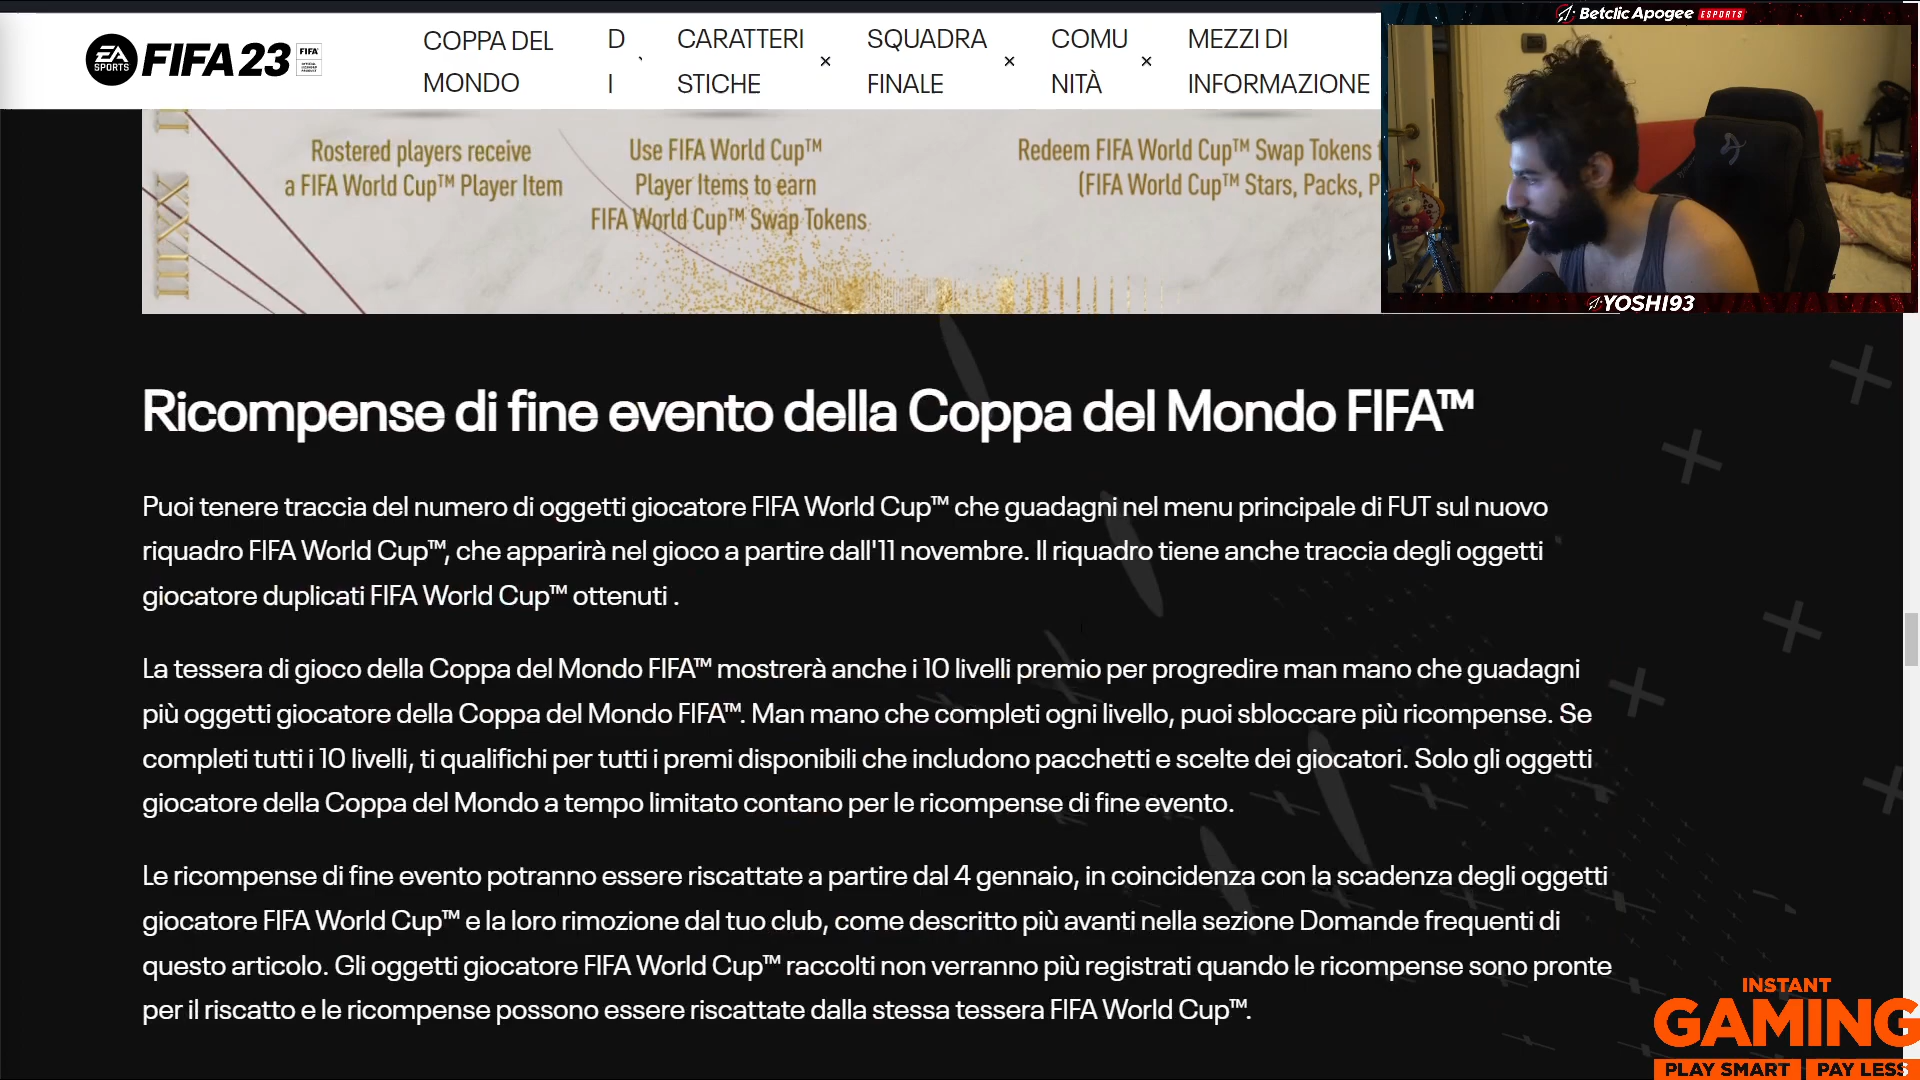 Betclic Apogee ESPORTS
EA SPORTS FIFA 23 FIFA
COPPA DEL MONDO
D I
CARATTERI STICHE
SQUADRA FINALE
COMU NITÀ
MEZZI DI INFORMAZIONE
Rostered players receive
a FIFA World Cup™ Player Item
Use FIFA World Cup™
Player Items to earn
FIFA World Cup™ Swap Tokens
Redeem FIFA World Cup™ Swap Tokens
(FIFA World Cup™ Stars, Packs, P
YOSHI93
Ricompense di fine evento della Coppa del Mondo FIFA™
Puoi tenere traccia del numero di oggetti giocatore FIFA World Cup™ che guadagni nel menu principale di FUT sul nuovo
riquadro FIFA World Cup™, che apparirà nel gioco a partire dall'11 novembre. Il riquadro tiene anche traccia degli oggetti
giocatore duplicati FIFA World Cup™ ottenuti .
La tessera di gioco della Coppa del Mondo FIFA™ mostrerà anche i 10 livelli premio per progredire man mano che guadagni
più oggetti giocatore della Coppa del Mondo FIFA™. Man mano che completi ogni livello, puoi sbloccare più ricompense. Se
completi tutti i 10 livelli, ti qualifichi per tutti i premi disponibili che includono pacchetti e scelte dei giocatori. Solo gli oggetti
giocatore della Coppa del Mondo a tempo limitato contano per le ricompense di fine evento.
Le ricompense di fine evento potranno essere riscattate a partire dal 4 gennaio, in coincidenza con la scadenza degli oggetti
giocatore FIFA World Cup™ e la loro rimozione dal tuo club, come descritto più avanti nella sezione Domande frequenti di
questo articolo. Gli oggetti giocatore FIFA World Cup™ raccolti non verranno più registrati quando le ricompense sono pronte
per il riscatto e le ricompense possono essere riscattate dalla stessa tessera FIFA World Cup™.
INSTANT
GAMING
PLAY SMART PAY LESS